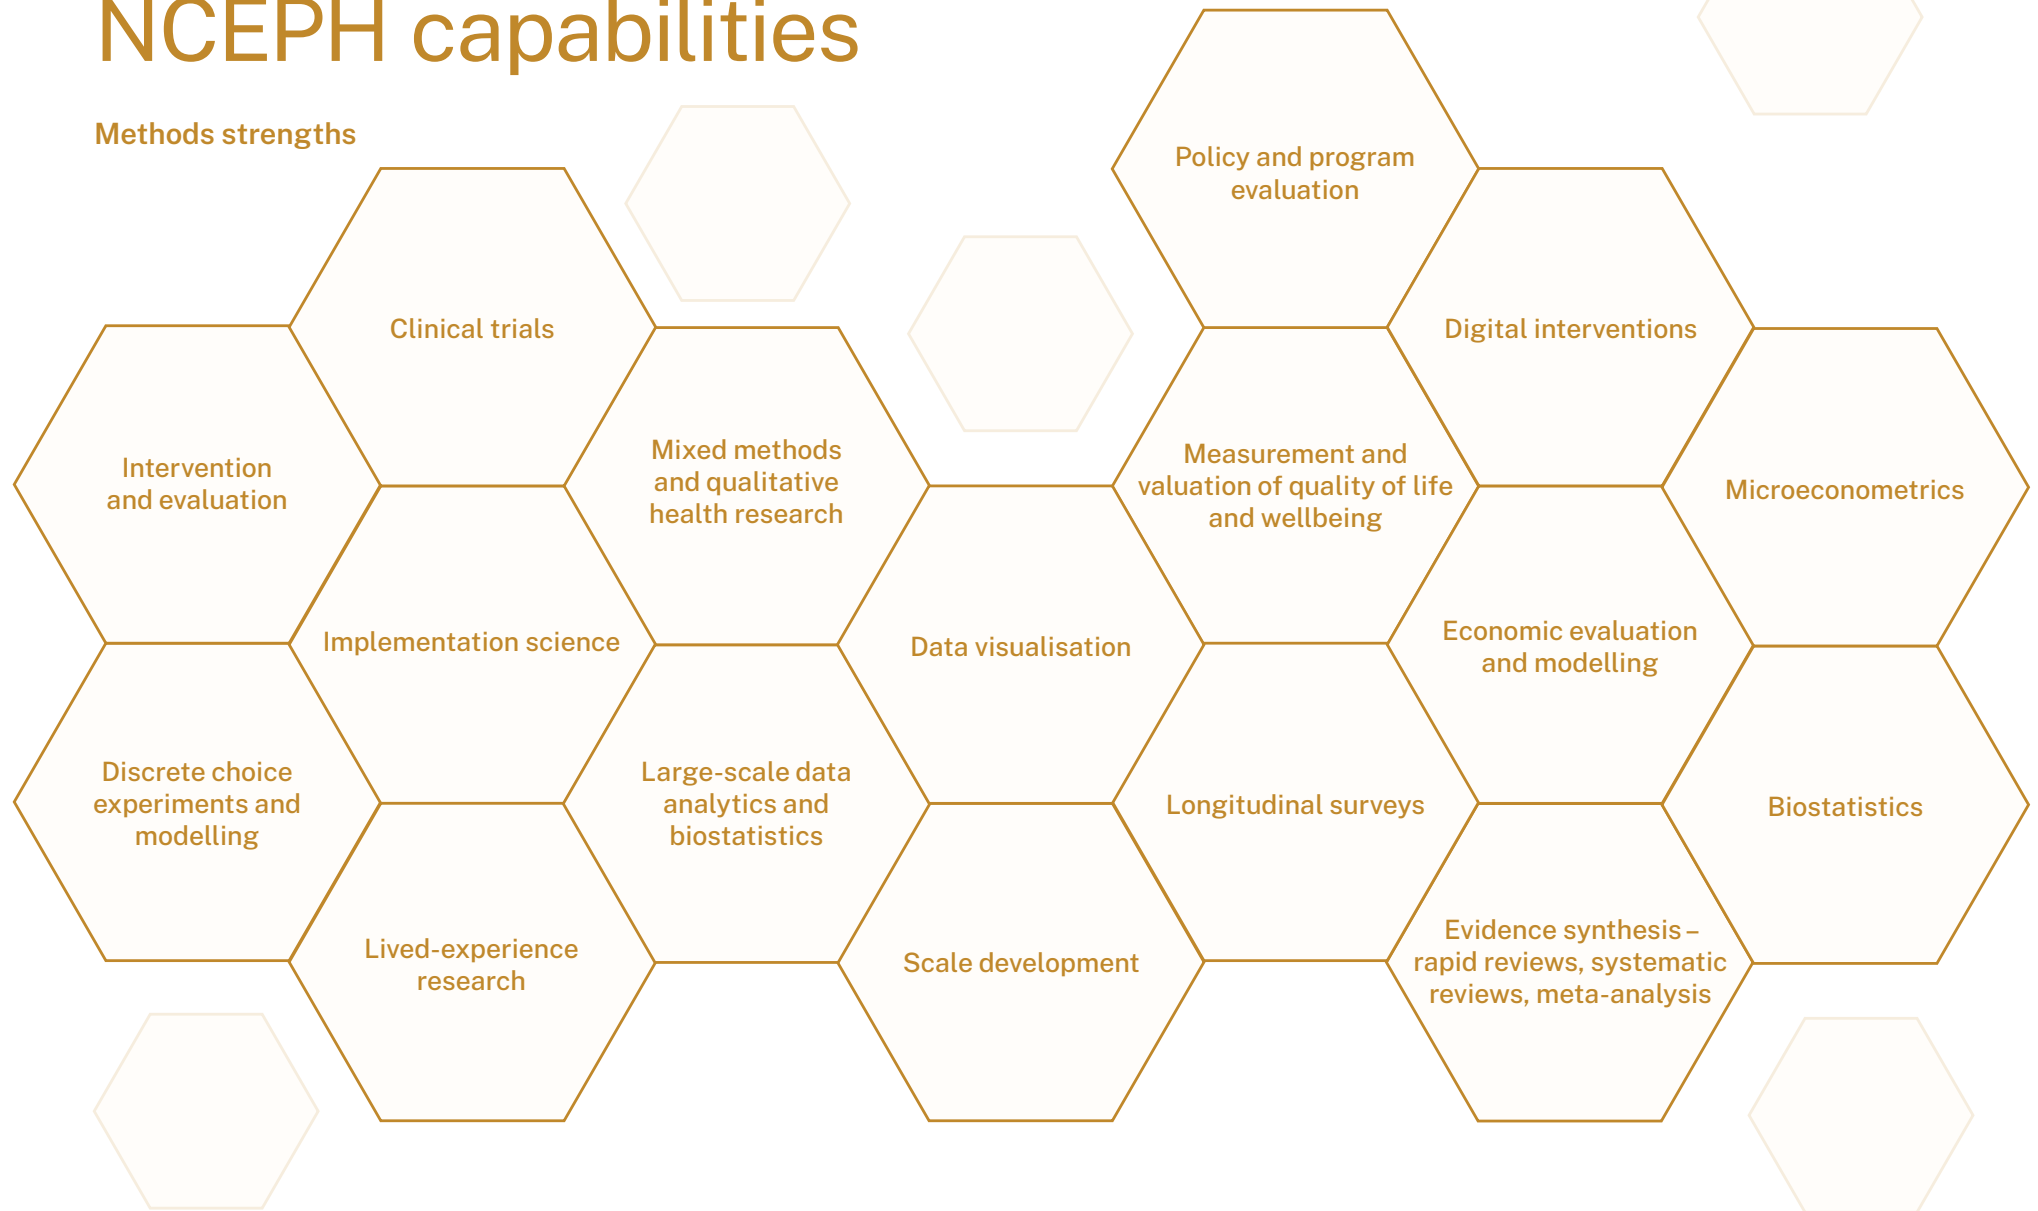 NCEPH capabilities
Methods strengths
Policy and program
evaluation
Clinical trials
Digital interventions
Intervention
and evaluation
Mixed methods
and qualitative
health research
Measurement and
valuation of quality of life
and wellbeing
Microeconometrics
Implementation science
Data visualisation
Economic evaluation
and modelling
Discrete choice
experiments and
modelling
Large-scale data
analytics and
biostatistics
Longitudinal surveys
Biostatistics
Lived-experience
research
Scale development
Evidence synthesis –
rapid reviews, systematic
reviews, meta-analysis